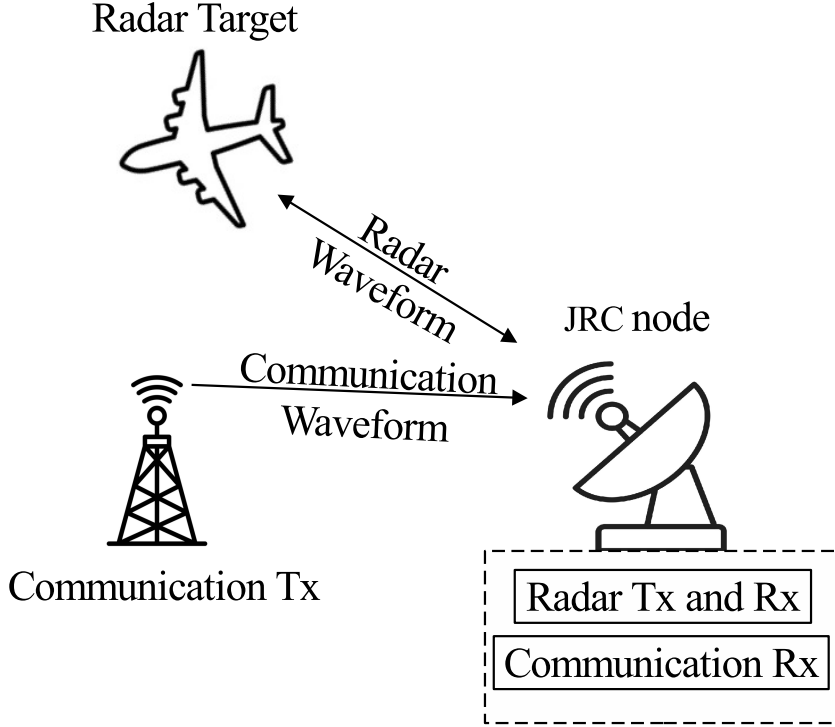 Radar Target
Radar
Waveform
JRC node
Communication
Waveform
Communication Tx
Radar Tx and Rx
Communication Rx